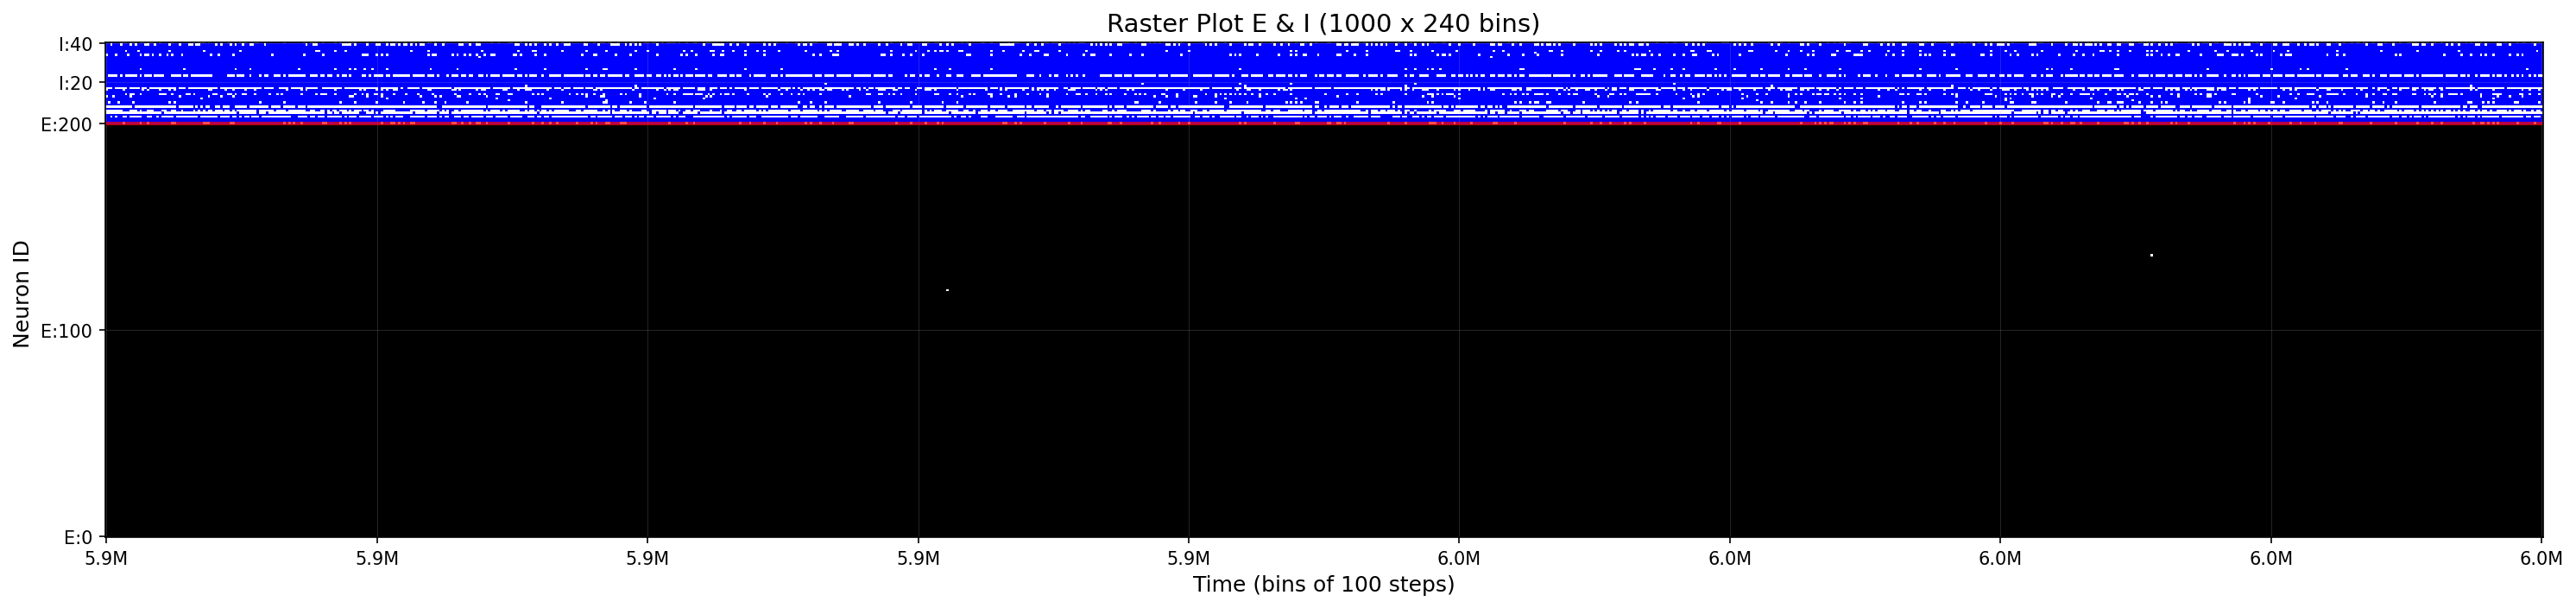 Raster Plot E & I (1000 x 240 bins)
I:40
I:20
E:200
E:100
E:0
Neuron ID
5.9M 5.9M 5.9M 5.9M 5.9M 6.0M 6.0M 6.0M 6.0M 6.0M
Time (bins of 100 steps)